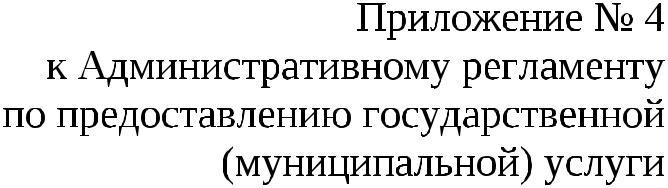 Приложение № 4
к Административному регламенту
по предоставлению государственной
(муниципальной) услуги